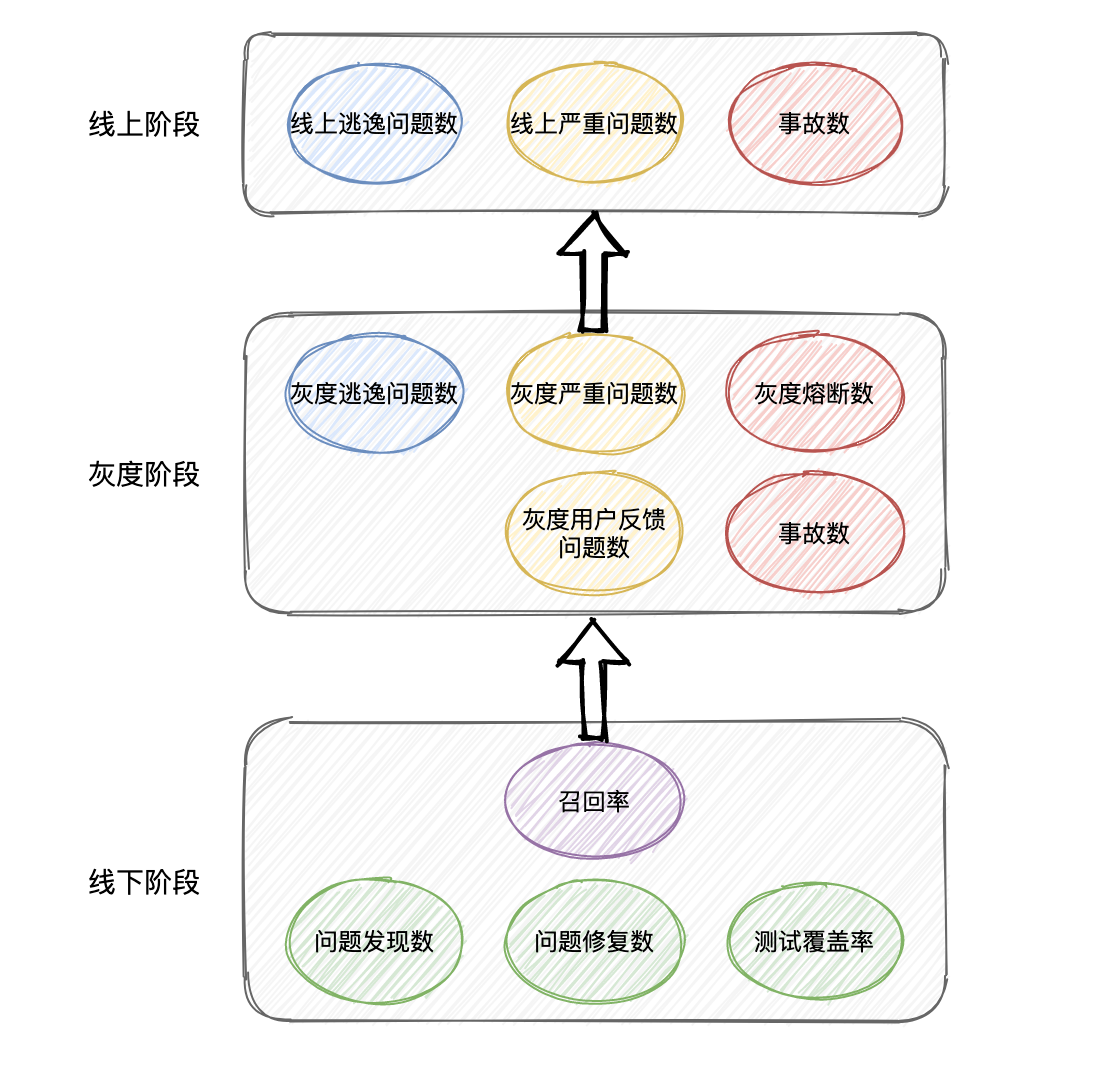 线上阶段
线上逃逸问题数
线上严重问题数
事故数
灰度阶段
灰度逃逸问题数
灰度严重问题数
灰度熔断数
灰度用户反馈
问题数
事故数
线下阶段
召回率
问题发现数
问题修复数
测试覆盖率